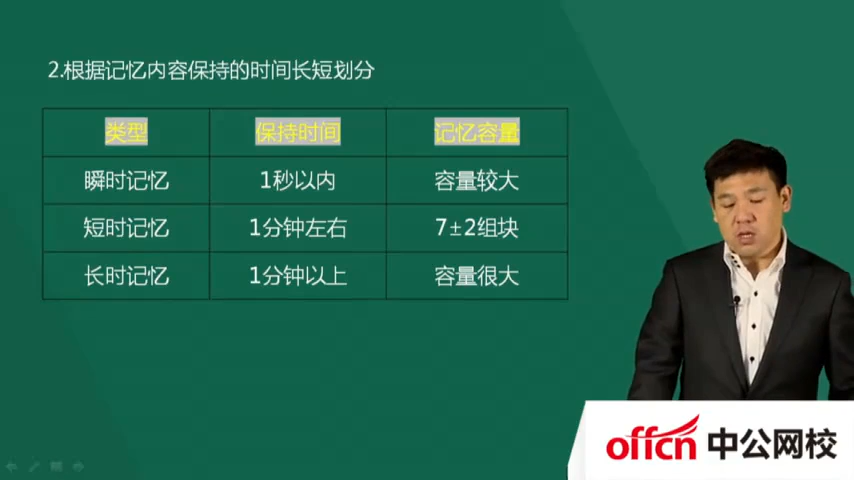 2.根据记忆内容保持的时间长短划分
类型 保持时间 记忆容量
瞬时记忆 1秒以内 容量较大
短时记忆 1分钟左右 7±2组块
长时记忆 1分钟以上 容量很大
offcn 中公网校